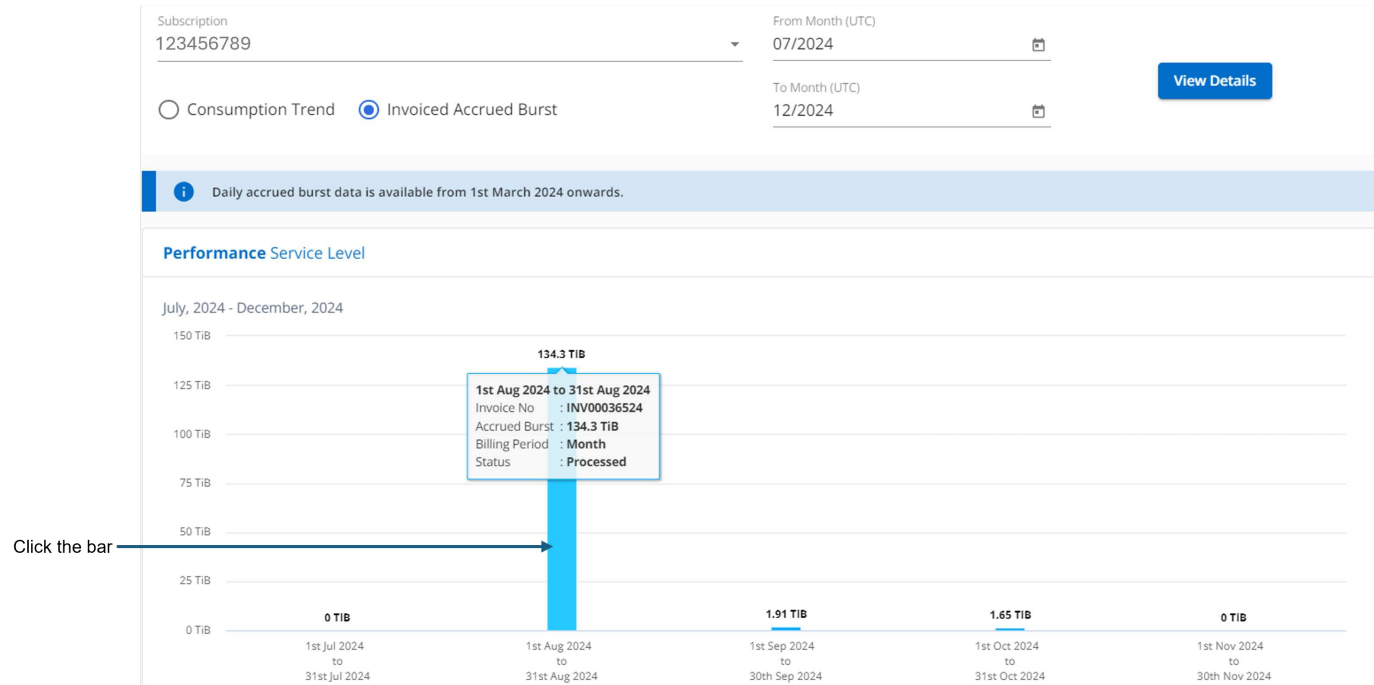 Subscription
123456789
From Month (UTC)
07/2024
View Details
Consumption Trend
Invoiced Accrued Burst
To Month (UTC)
12/2024
Daily accrued burst data is available from 1st March 2024 onwards.
Performance Service Level
July, 2024 - December, 2024
150 TiB
134.3 TIB
125 TiB
1st Aug 2024 to 31st Aug 2024
Invoice No : INV00036524
Accrued Burst : 134.3 TiB
Billing Period : Month
Status : Processed
100 TiB
75 TiB
50 TiB
Click the bar
25 TiB
0 TIB
1.91 TIB
1.65 TIB
0 TIB
0 TiB
1st Jul 2024
to
31st Jul 2024
1st Aug 2024
to
31st Aug 2024
1st Sep 2024
to
30th Sep 2024
1st Oct 2024
to
31st Oct 2024
1st Nov 2024
to
30th Nov 2024